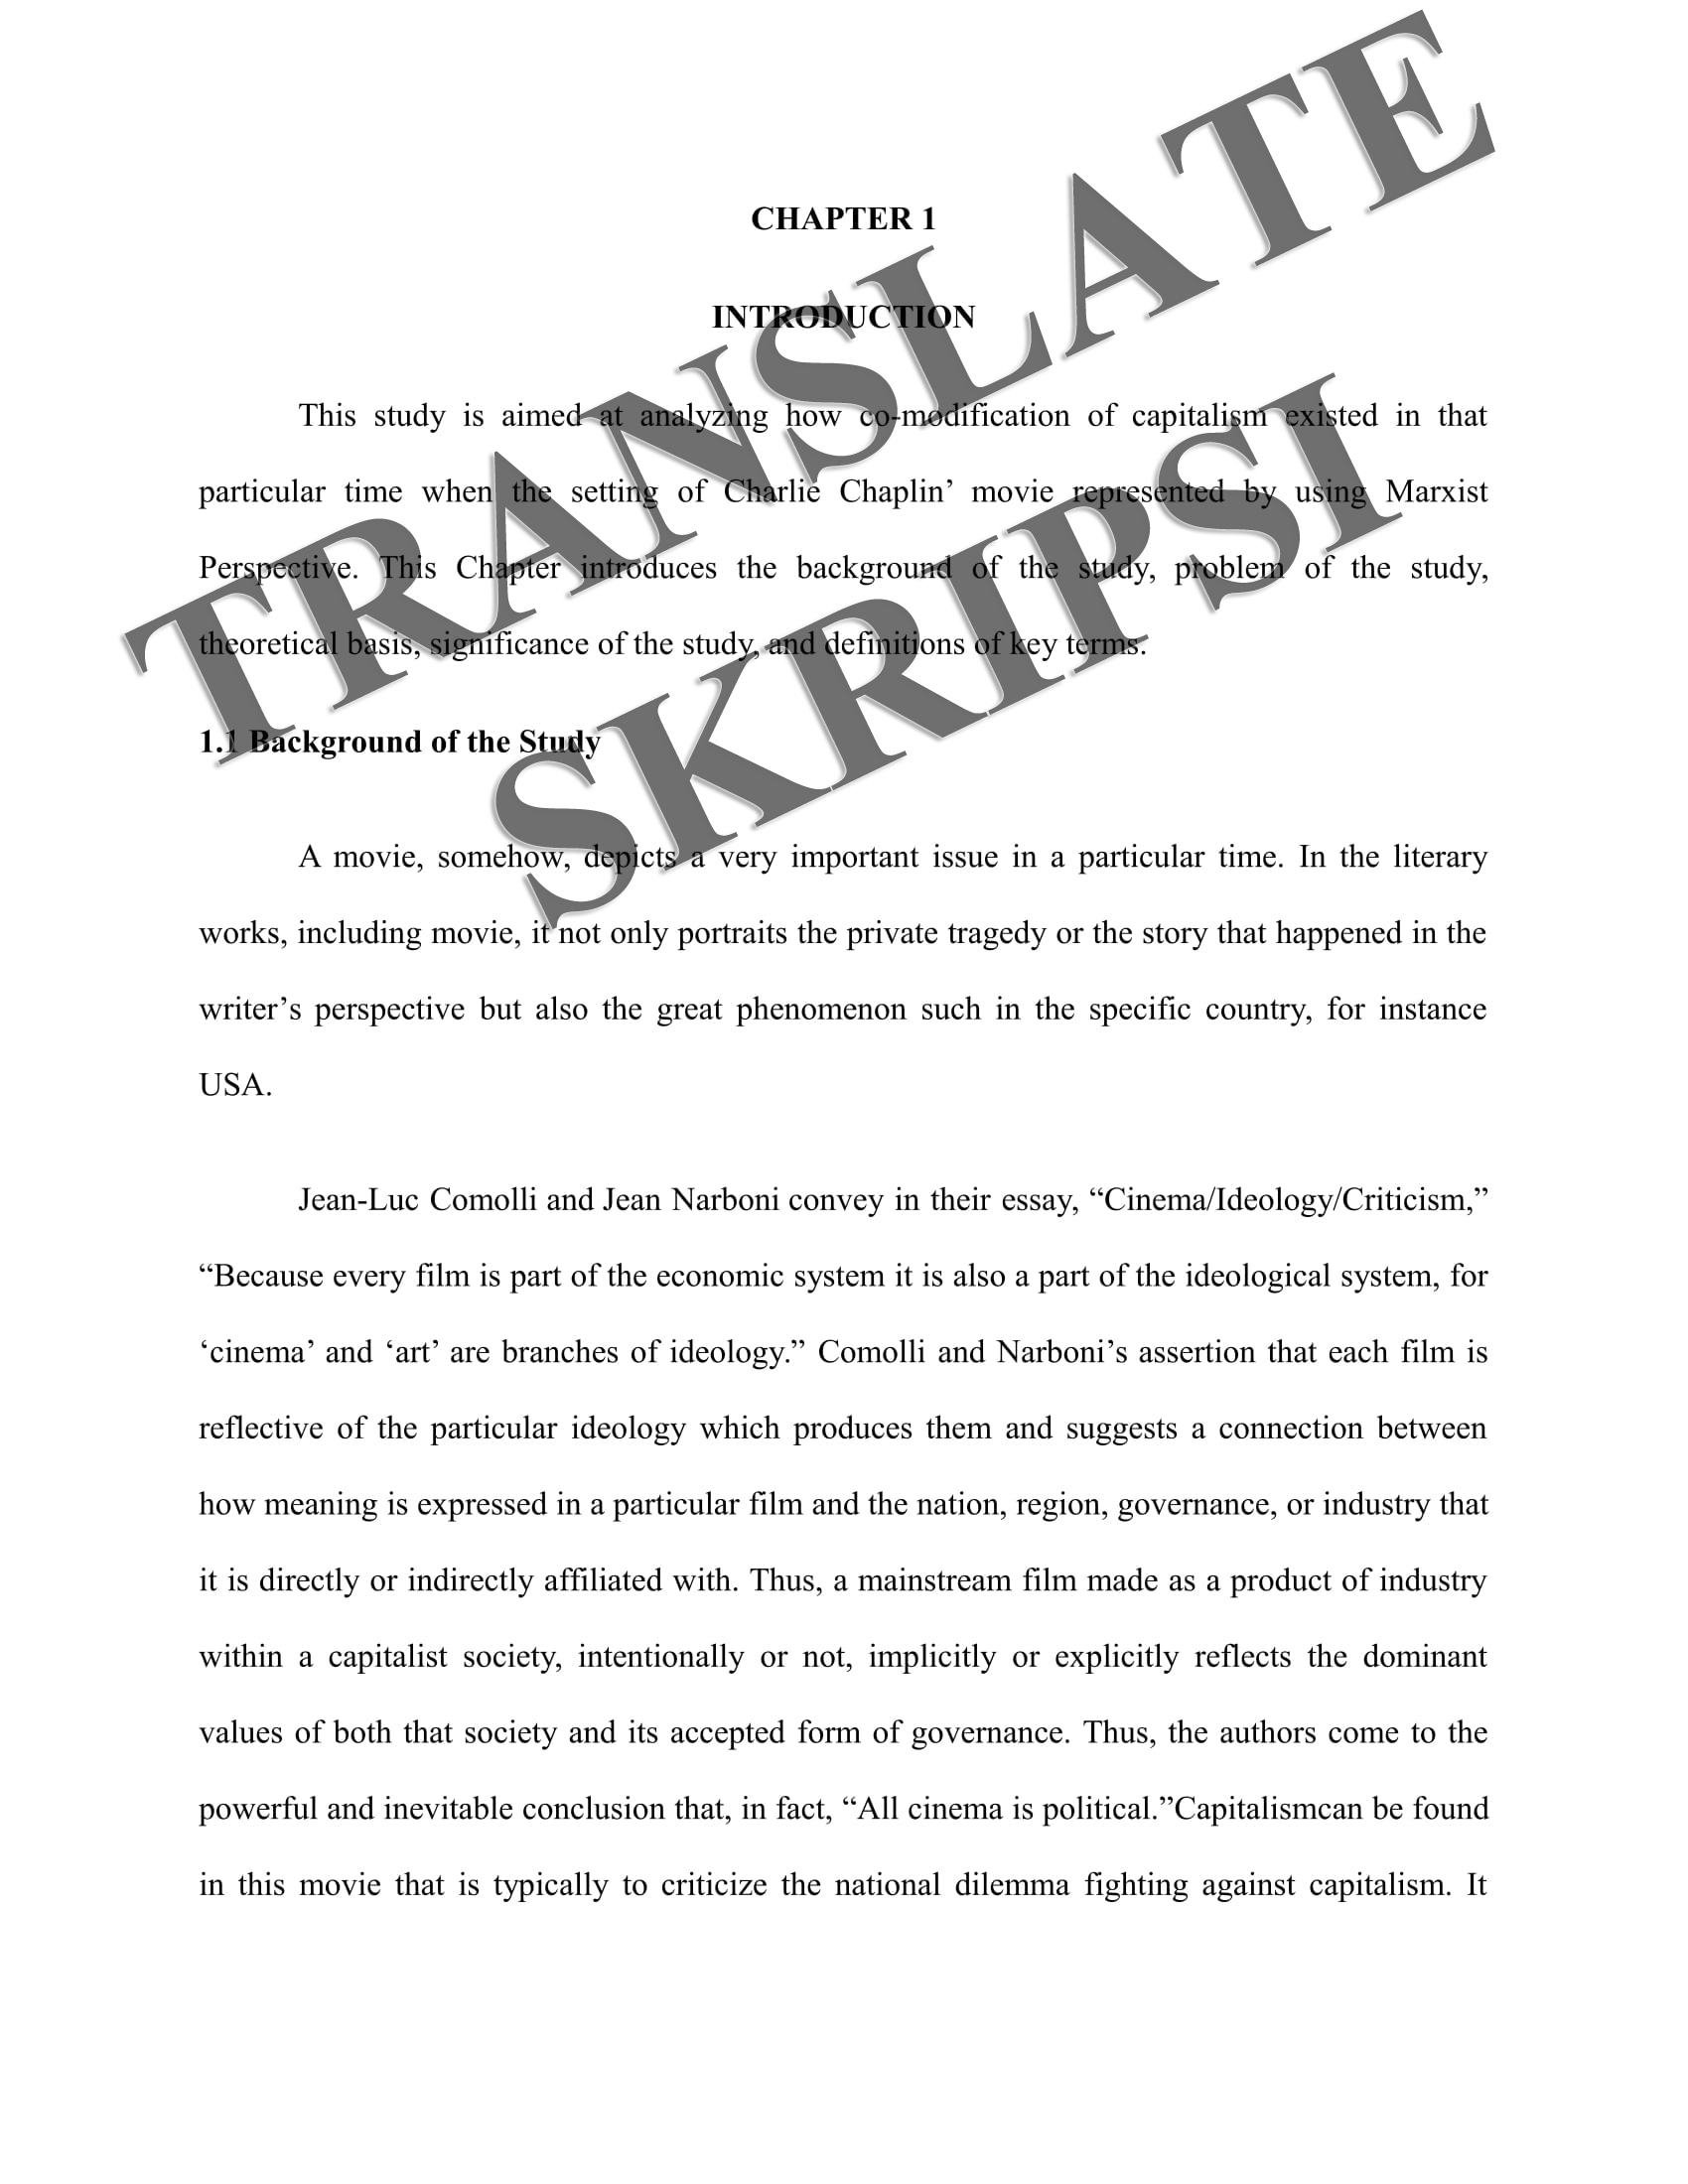 CHAPTER 1
INTRODUCTION
This study is aimed at analyzing how co-modification of capitalism existed in that
particular time when the setting of Charlie Chaplin’ movie represented by using Marxist
Perspective. This Chapter introduces the background of the study, problem of the study,
theoretical basis, significance of the study, and definitions of key terms.
1.1 Background of the Study
A movie, somehow, depicts a very important issue in a particular time. In the literary
works, including movie, it not only portraits the private tragedy or the story that happened in the
writer’s perspective but also the great phenomenon such in the specific country, for instance
USA.
Jean-Luc Comolli and Jean Narboni convey in their essay, “Cinema/Ideology/Criticism,”
“Because every film is part of the economic system it is also a part of the ideological system, for
‘cinema’ and ‘art’ are branches of ideology.” Comolli and Narboni’s assertion that each film is
reflective of the particular ideology which produces them and suggests a connection between
how meaning is expressed in a particular film and the nation, region, governance, or industry that
it is directly or indirectly affiliated with. Thus, a mainstream film made as a product of industry
within a capitalist society, intentionally or not, implicitly or explicitly reflects the dominant
values of both that society and its accepted form of governance. Thus, the authors come to the
powerful and inevitable conclusion that, in fact, “All cinema is political.”Capitalismcan be found
in this movie that is typically to criticize the national dilemma fighting against capitalism. It
TRANSLATE
SKRIPSI